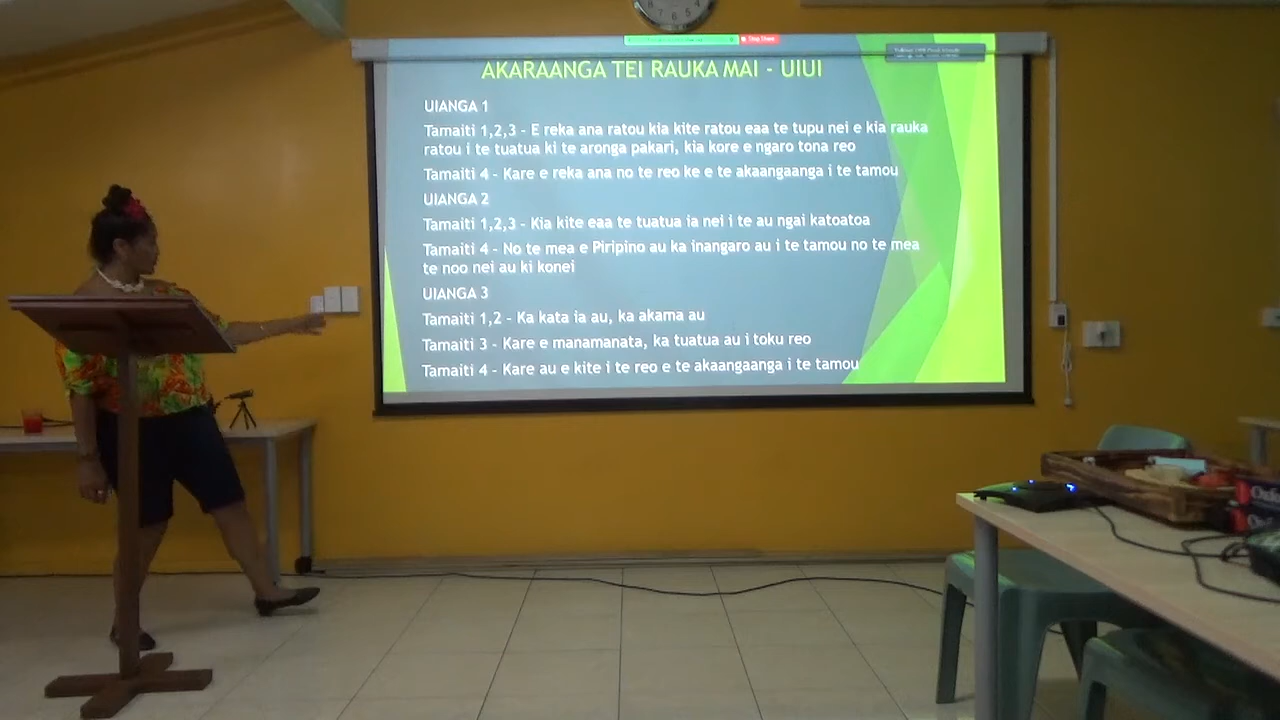 AKARAANGA TEI RAUKA MAI - UIUI
UIANGA 1
Tamaiti 1,2,3 - E reka ana ratou kia kite ratou eaa te tupu nei e kia rauka
ratou i te tuatua ki te aronga pakari, kia kore e ngaro tona reo
Tamaiti 4 - Kare e reka ana no te reo ke e te akaangaanga i te tamou
UIANGA 2
Tamaiti 1,2,3 - Kia kite eaa te tuatua ia nei i te au ngai katoatoa
Tamaiti 4 - No te mea e Piripino au ka inangaro au i te tamou no te mea
te noo nei au ki konei
UIANGA 3
Tamaiti 1,2 - Ka kata ia au, ka akama au
Tamaiti 3 - Kare e manamanata, ka tuatua au i toku reo
Tamaiti 4 - Kare au e kite i te reo e te akaangaanga i te tamou